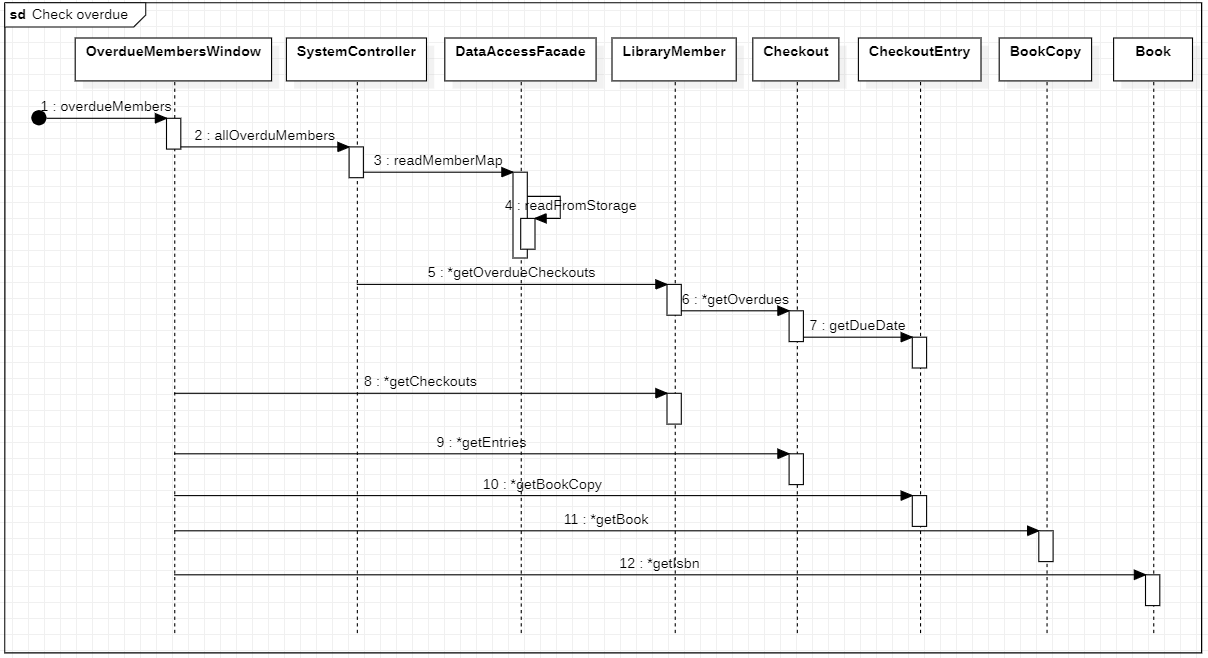 sd Check overdue
OverdueMembersWindow SystemController DataAccessFacade LibraryMember Checkout CheckoutEntry BookCopy Book
1 : overdueMembers
2 : allOverduMembers
3 : readMemberMap
4 : readFromStorage
5 : *getOverdueCheckouts
6 : *getOverdues
7 : getDueDate
8 : *getCheckouts
9 : *getEntries
10 : *getBookCopy
11 : *getBook
12 : *getIsbn